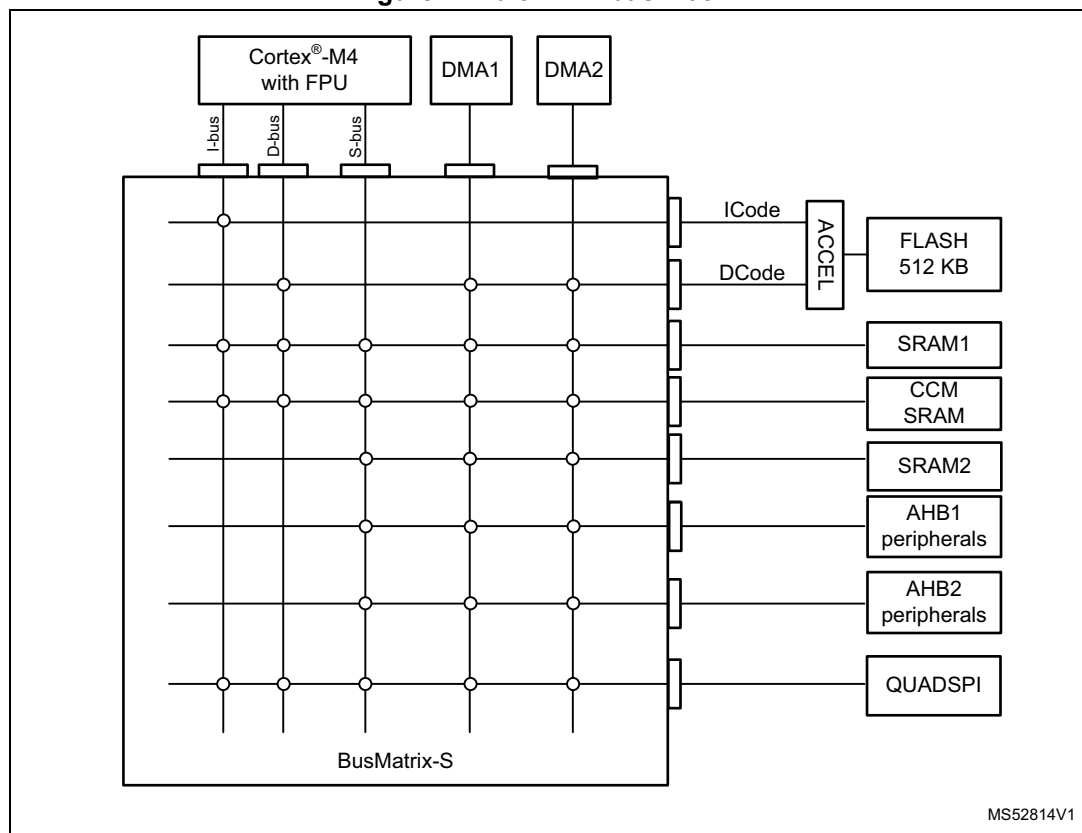 Cortex®-M4
with FPU
DMA1
DMA2
I-bus
D-bus
S-bus
ICode
ACCEL
FLASH
512 KB
DCode
SRAM1
CCM
SRAM
SRAM2
AHB1
peripherals
AHB2
peripherals
QUADSPI
BusMatrix-S
MS52814V1